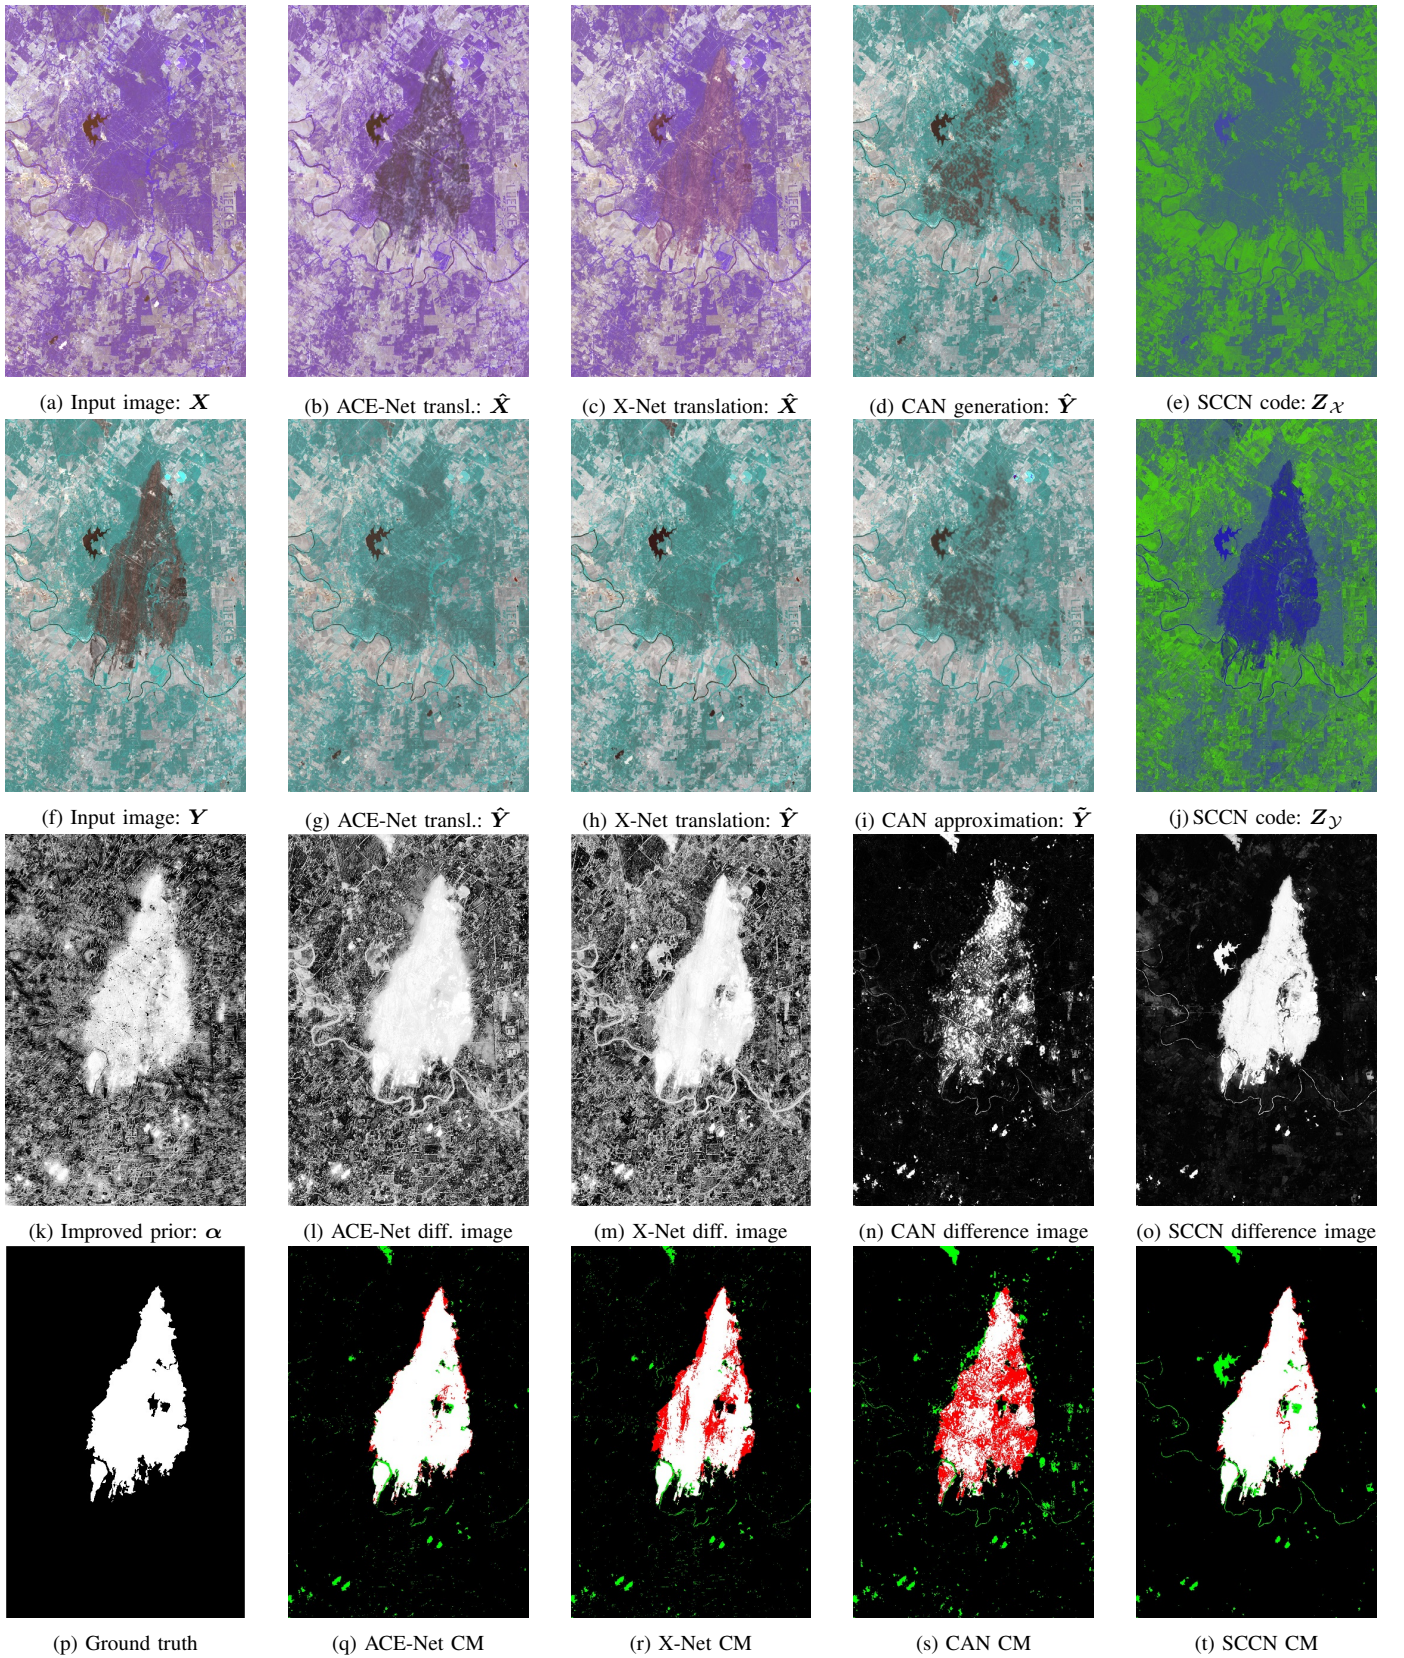 (a) Input image: X
(b) ACE-Net transl.: X̂
(c) X-Net translation: X̂
(d) CAN generation: Ŷ
(e) SCCN code: Z𝒳
(f) Input image: Y
(g) ACE-Net transl.: Ŷ
(h) X-Net translation: Ŷ
(i) CAN approximation: Ỹ
(j) SCCN code: Z𝒴
(k) Improved prior: α
(l) ACE-Net diff. image
(m) X-Net diff. image
(n) CAN difference image
(o) SCCN difference image
(p) Ground truth
(q) ACE-Net CM
(r) X-Net CM
(s) CAN CM
(t) SCCN CM